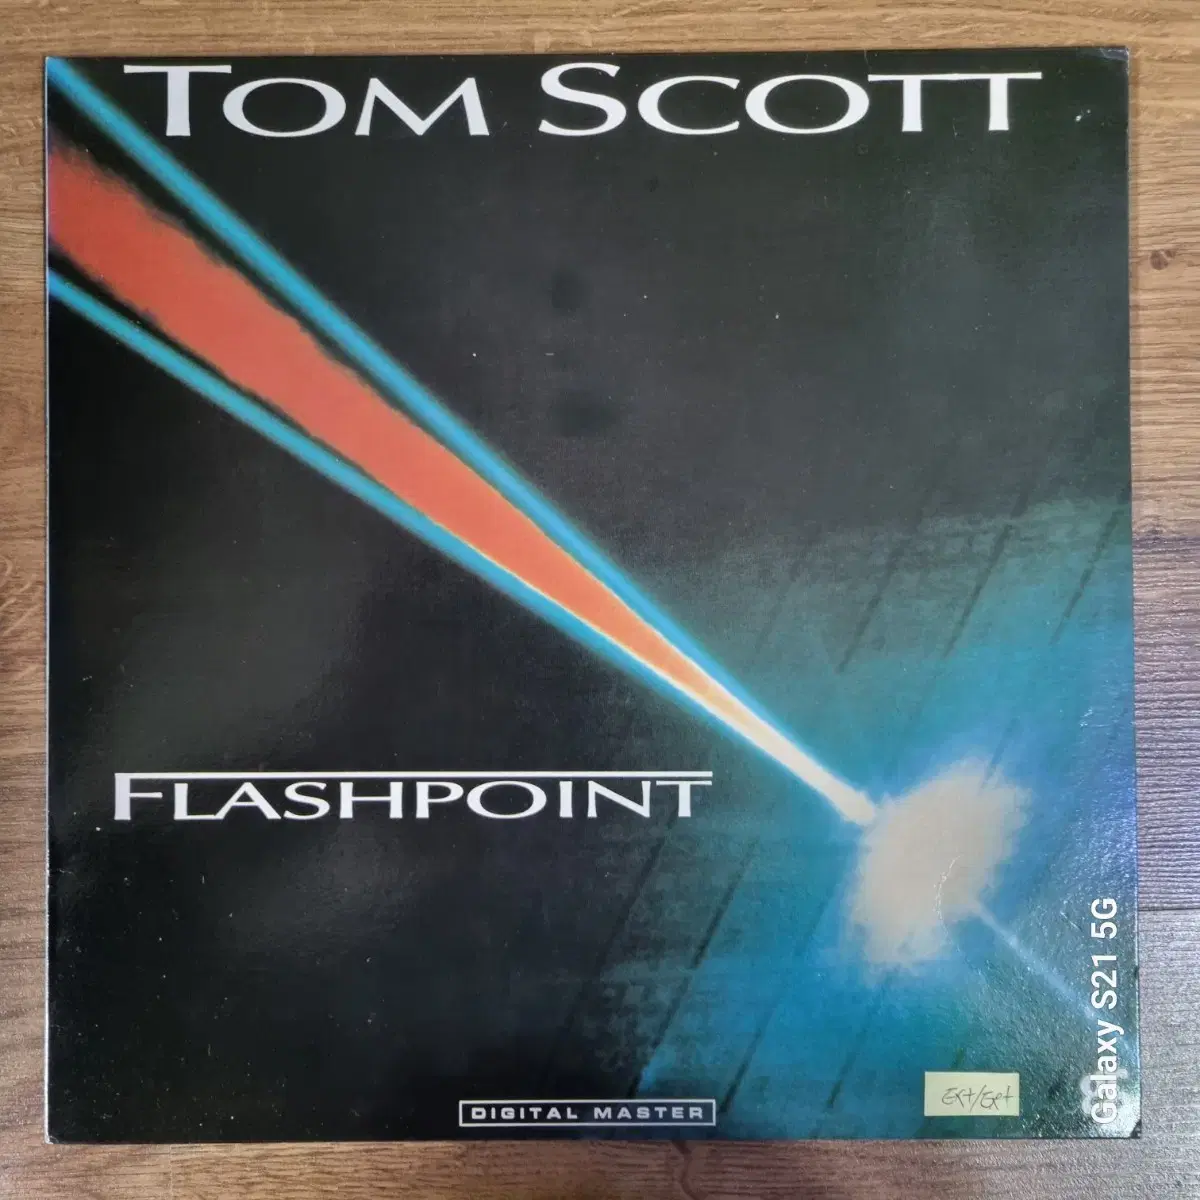 TOM SCOTT
FLASHPOINT
DIGITAL MASTER
EX+/EX+
Galaxy S21 5G